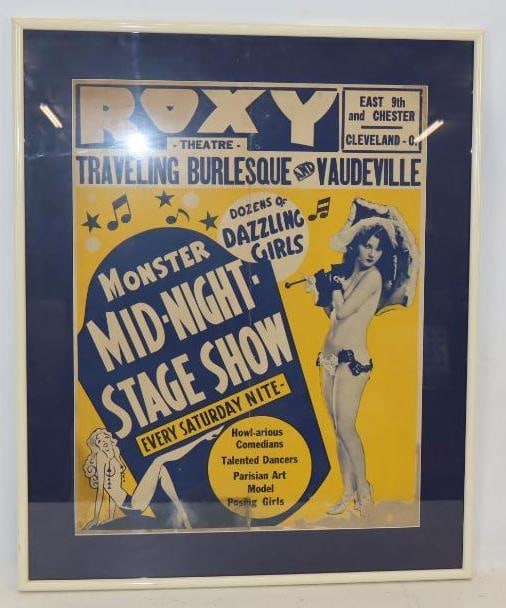 ROXY
- THEATRE -
EAST 9th
and CHESTER
CLEVELAND - O.
TRAVELING BURLESQUE AND VAUDEVILLE
DOZENS OF
DAZZLING
GIRLS
MONSTER
MID-NIGHT-
STAGE SHOW
EVERY SATURDAY NITE-
Howl-arious
Comedians
Talented Dancers
Parisian Art
Model
Posing Girls